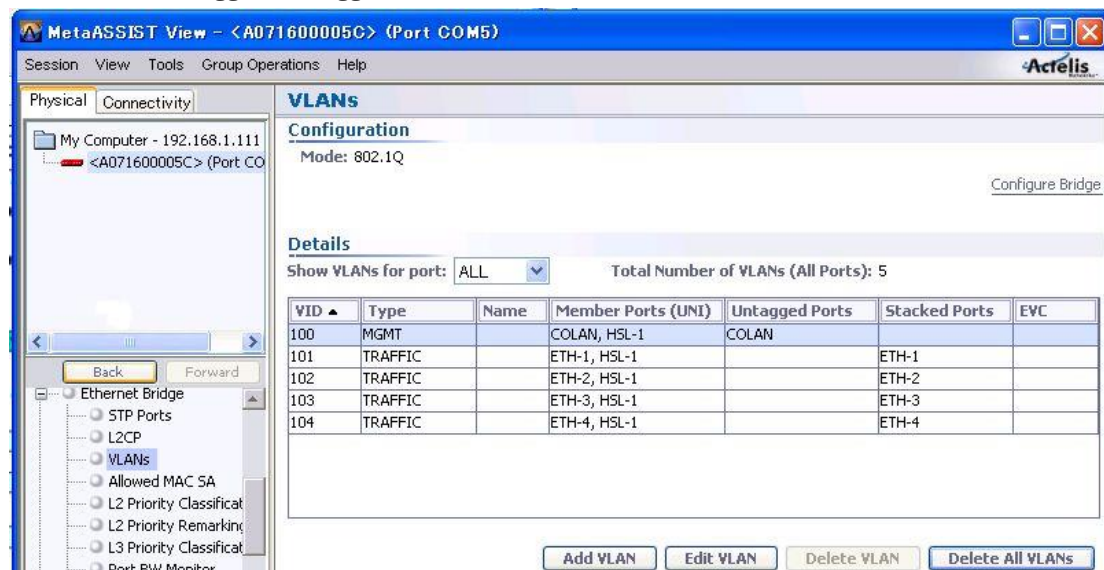 MetaASSIST View - <A071600005C> (Port COM5)
Session View Tools Group Operations Help
Actelis
Physical Connectivity
My Computer - 192.168.1.111
<A071600005C> (Port CO
Back Forward
Ethernet Bridge
STP Ports
L2CP
VLANs
Allowed MAC SA
L2 Priority Classificat
L2 Priority Remarking
L3 Priority Classificat
Port BW Monitor
VLANs
Configuration
Mode: 802.1Q
Configure Bridge
Details
Show VLANs for port: ALL Total Number of VLANs (All Ports): 5
VID Type Name Member Ports (UNI) Untagged Ports Stacked Ports EVC
100 MGMT COLAN, HSL-1 COLAN
101 TRAFFIC ETH-1, HSL-1 ETH-1
102 TRAFFIC ETH-2, HSL-1 ETH-2
103 TRAFFIC ETH-3, HSL-1 ETH-3
104 TRAFFIC ETH-4, HSL-1 ETH-4
Add VLAN Edit VLAN Delete VLAN Delete All VLANs